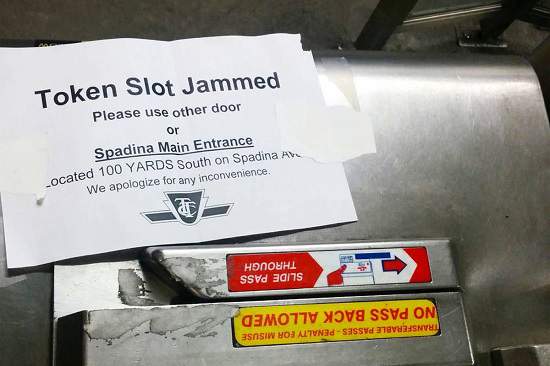 Token Slot Jammed
Please use other door
or
Spadina Main Entrance
Located 100 YARDS South on Spadina
We apologize for any inconvenience.
TTC
SLIDE PASS
THROUGH
NO PASS BACK ALLOWED
TRANSFERABLE PASSES - PENALTY FOR MISUSE